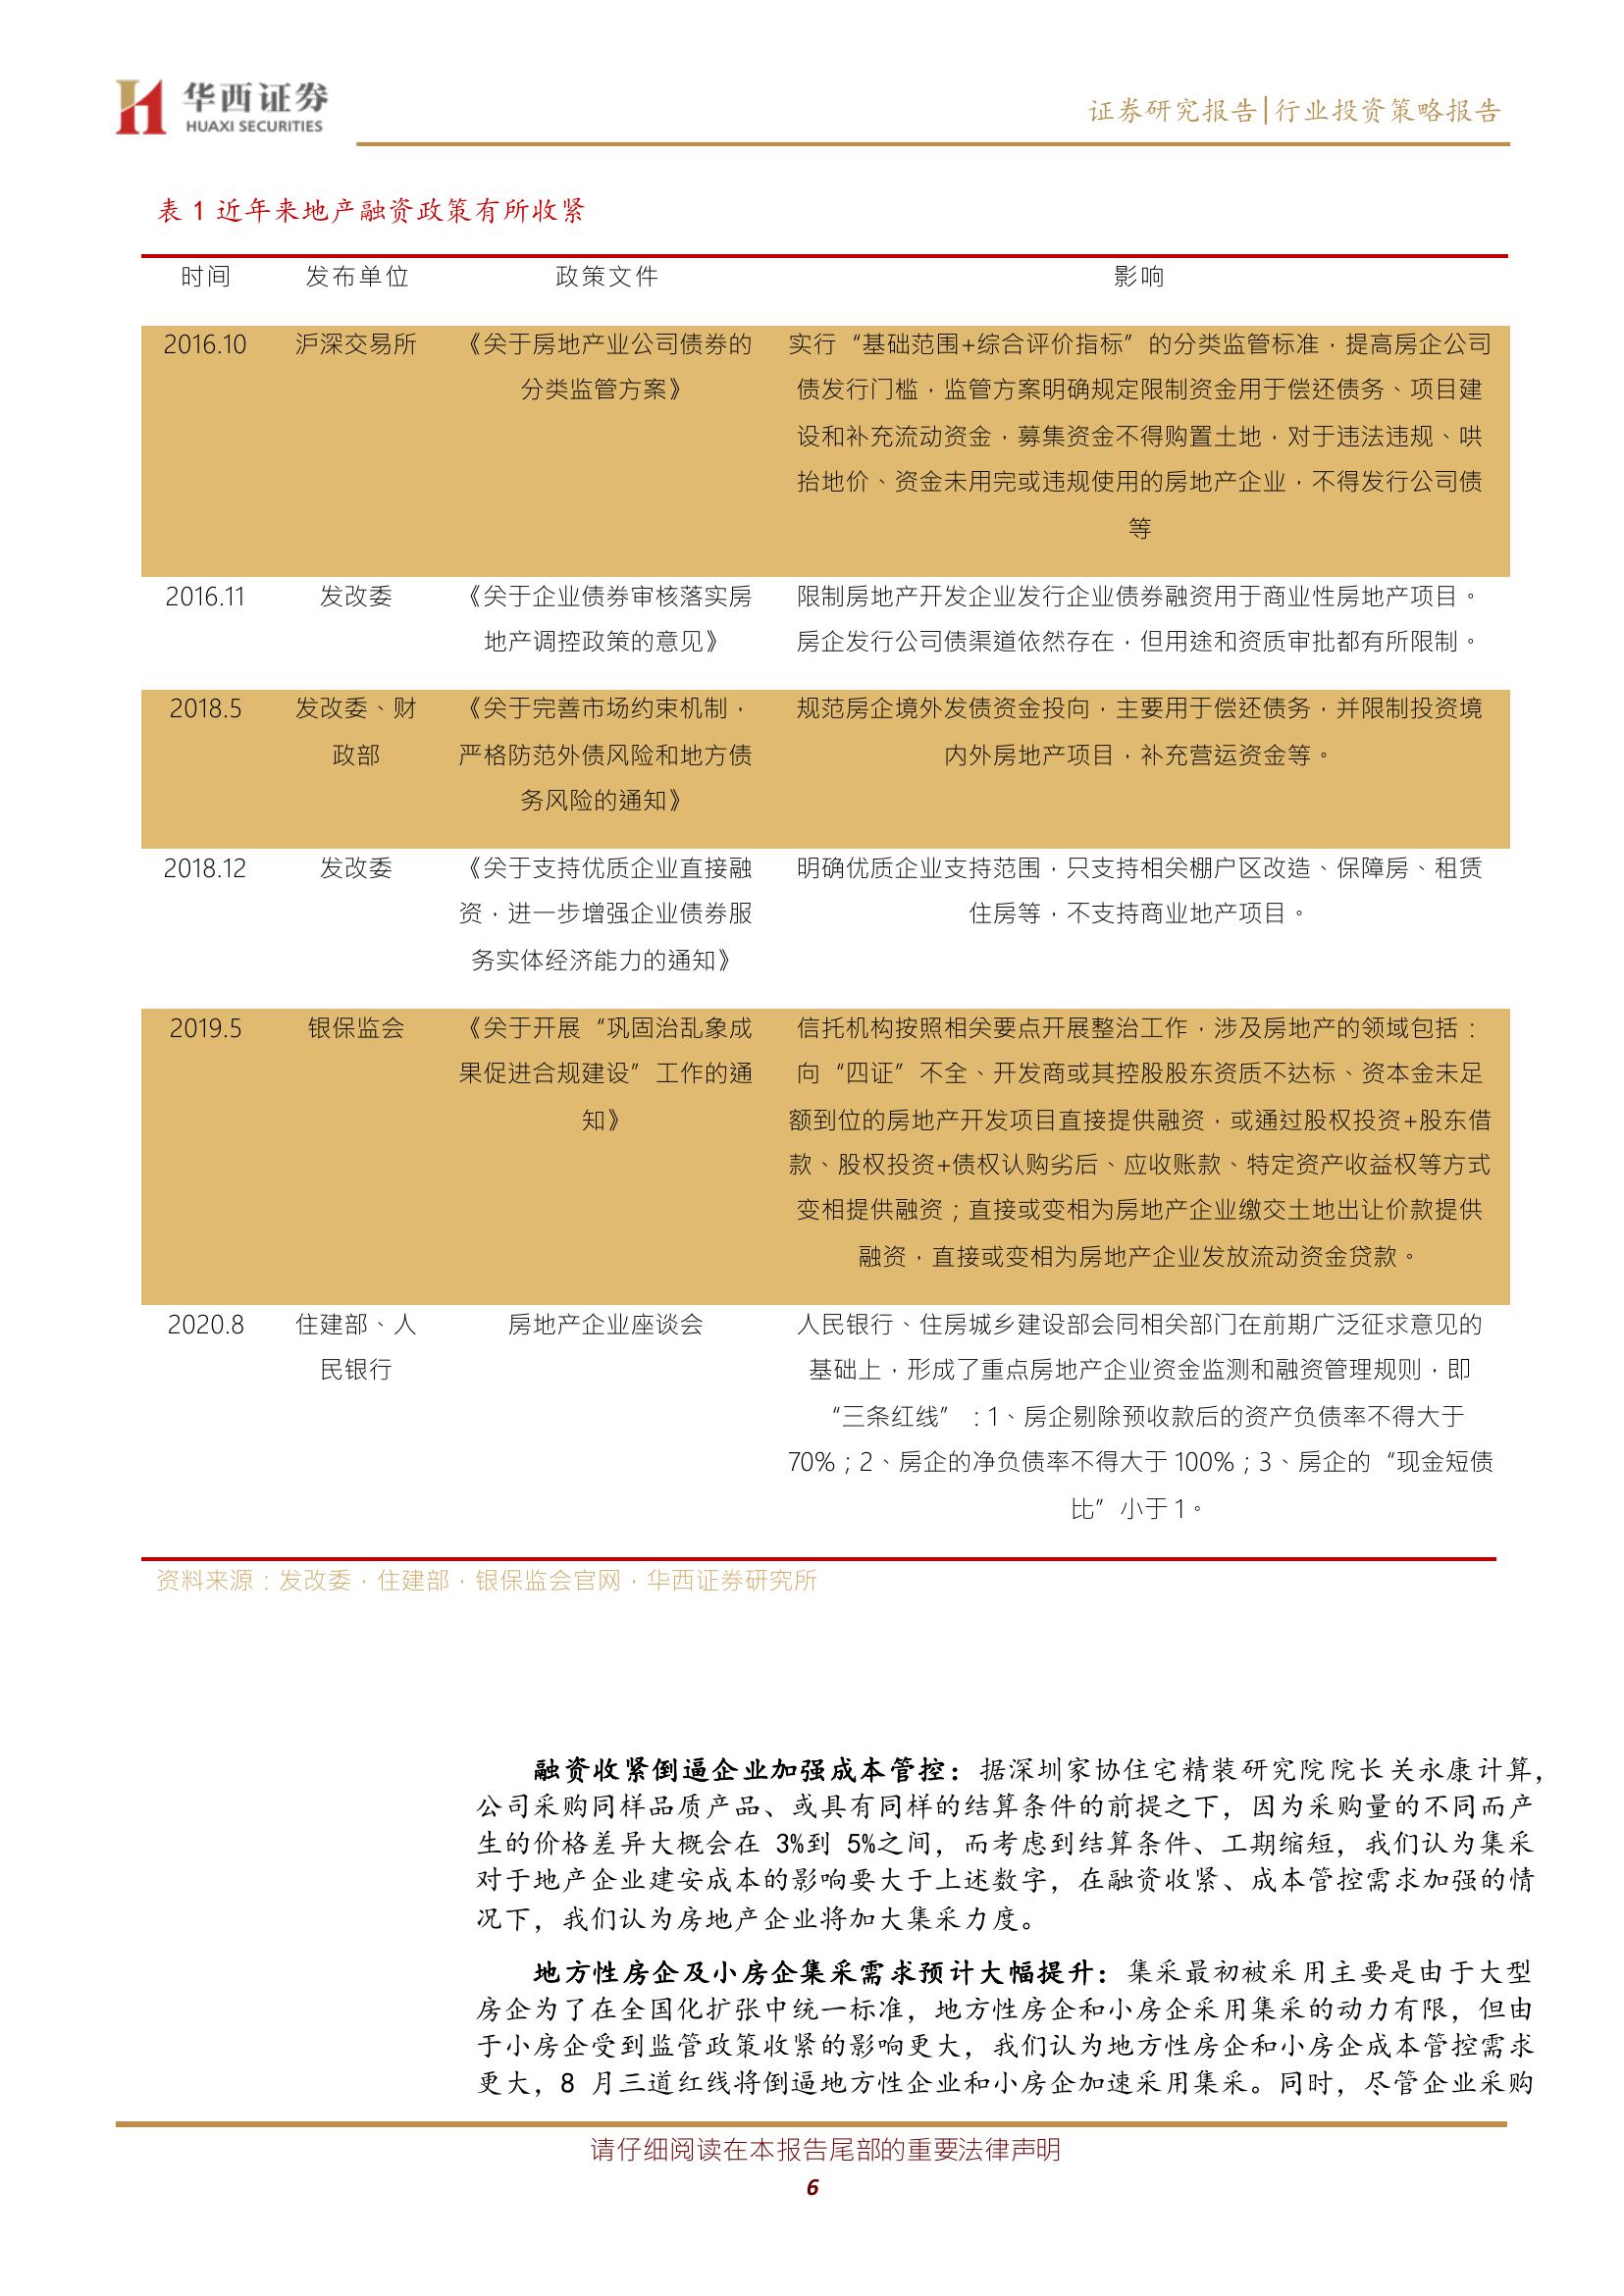 华西证券
HUAXI SECURITIES
证券研究报告|行业投资策略报告
表 1 近年来地产融资政策有所收紧
时间 发布单位 政策文件 影响
2016.10 沪深交易所 《关于房地产业公司债券的 实行“基础范围+综合评价指标”的分类监管标准，提高房企公司
分类监管方案》 债发行门槛，监管方案明确规定限制资金用于偿还债务、项目建
设和补充流动资金，募集资金不得购置土地，对于违法违规、哄
抬地价、资金未用完或违规使用的房地产企业，不得发行公司债
等
2016.11 发改委 《关于企业债券审核落实房 限制房地产开发企业发行企业债券融资用于商业性房地产项目。
地产调控政策的意见》 房企发行公司债渠道依然存在，但用途和资质审批都有所限制。
2018.5 发改委、财 《关于完善市场约束机制， 规范房企境外发债资金投向，主要用于偿还债务，并限制投资境
政部 严格防范外债风险和地方债 内外房地产项目，补充营运资金等。
务风险的通知》
2018.12 发改委 《关于支持优质企业直接融 明确优质企业支持范围，只支持相关棚户区改造、保障房、租赁
资，进一步增强企业债券服 住房等，不支持商业地产项目。
务实体经济能力的通知》
2019.5 银保监会 《关于开展“巩固治乱象成 信托机构按照相关要点开展整治工作，涉及房地产的领域包括：
果促进合规建设”工作的通 向“四证”不全、开发商或其控股股东资质不达标、资本金未足
知》 额到位的房地产开发项目直接提供融资，或通过股权投资+股东借
款、股权投资+债权认购劣后、应收账款、特定资产收益权等方式
变相提供融资；直接或变相为房地产企业缴交土地出让价款提供
融资，直接或变相为房地产企业发放流动资金贷款。
2020.8 住建部、人 房地产企业座谈会 人民银行、住房城乡建设部会同相关部门在前期广泛征求意见的
民银行 基础上，形成了重点房地产企业资金监测和融资管理规则，即
“三条红线”：1、房企剔除预收款后的资产负债率不得大于
70%；2、房企的净负债率不得大于 100%；3、房企的“现金短债
比”小于 1。
资料来源：发改委，住建部，银保监会官网，华西证券研究所
融资收紧倒逼企业加强成本管控：据深圳家协住宅精装研究院院长关永康计算，
公司采购同样品质产品、或具有同样的结算条件的前提之下，因为采购量的不同而产
生的价格差异大概会在 3%到 5%之间，而考虑到结算条件、工期缩短，我们认为集采
对于地产企业建安成本的影响要大于上述数字，在融资收紧、成本管控需求加强的情
况下，我们认为房地产企业将加大集采力度。
地方性房企及小房企集采需求预计大幅提升：集采最初被采用主要是由于大型
房企为了在全国化扩张中统一标准，地方性房企和小房企采用集采的动力有限，但由
于小房企受到监管政策收紧的影响更大，我们认为地方性房企和小房企成本管控需求
更大，8 月三道红线将倒逼地方性企业和小房企加速采用集采。同时，尽管企业采购
请仔细阅读在本报告尾部的重要法律声明
6